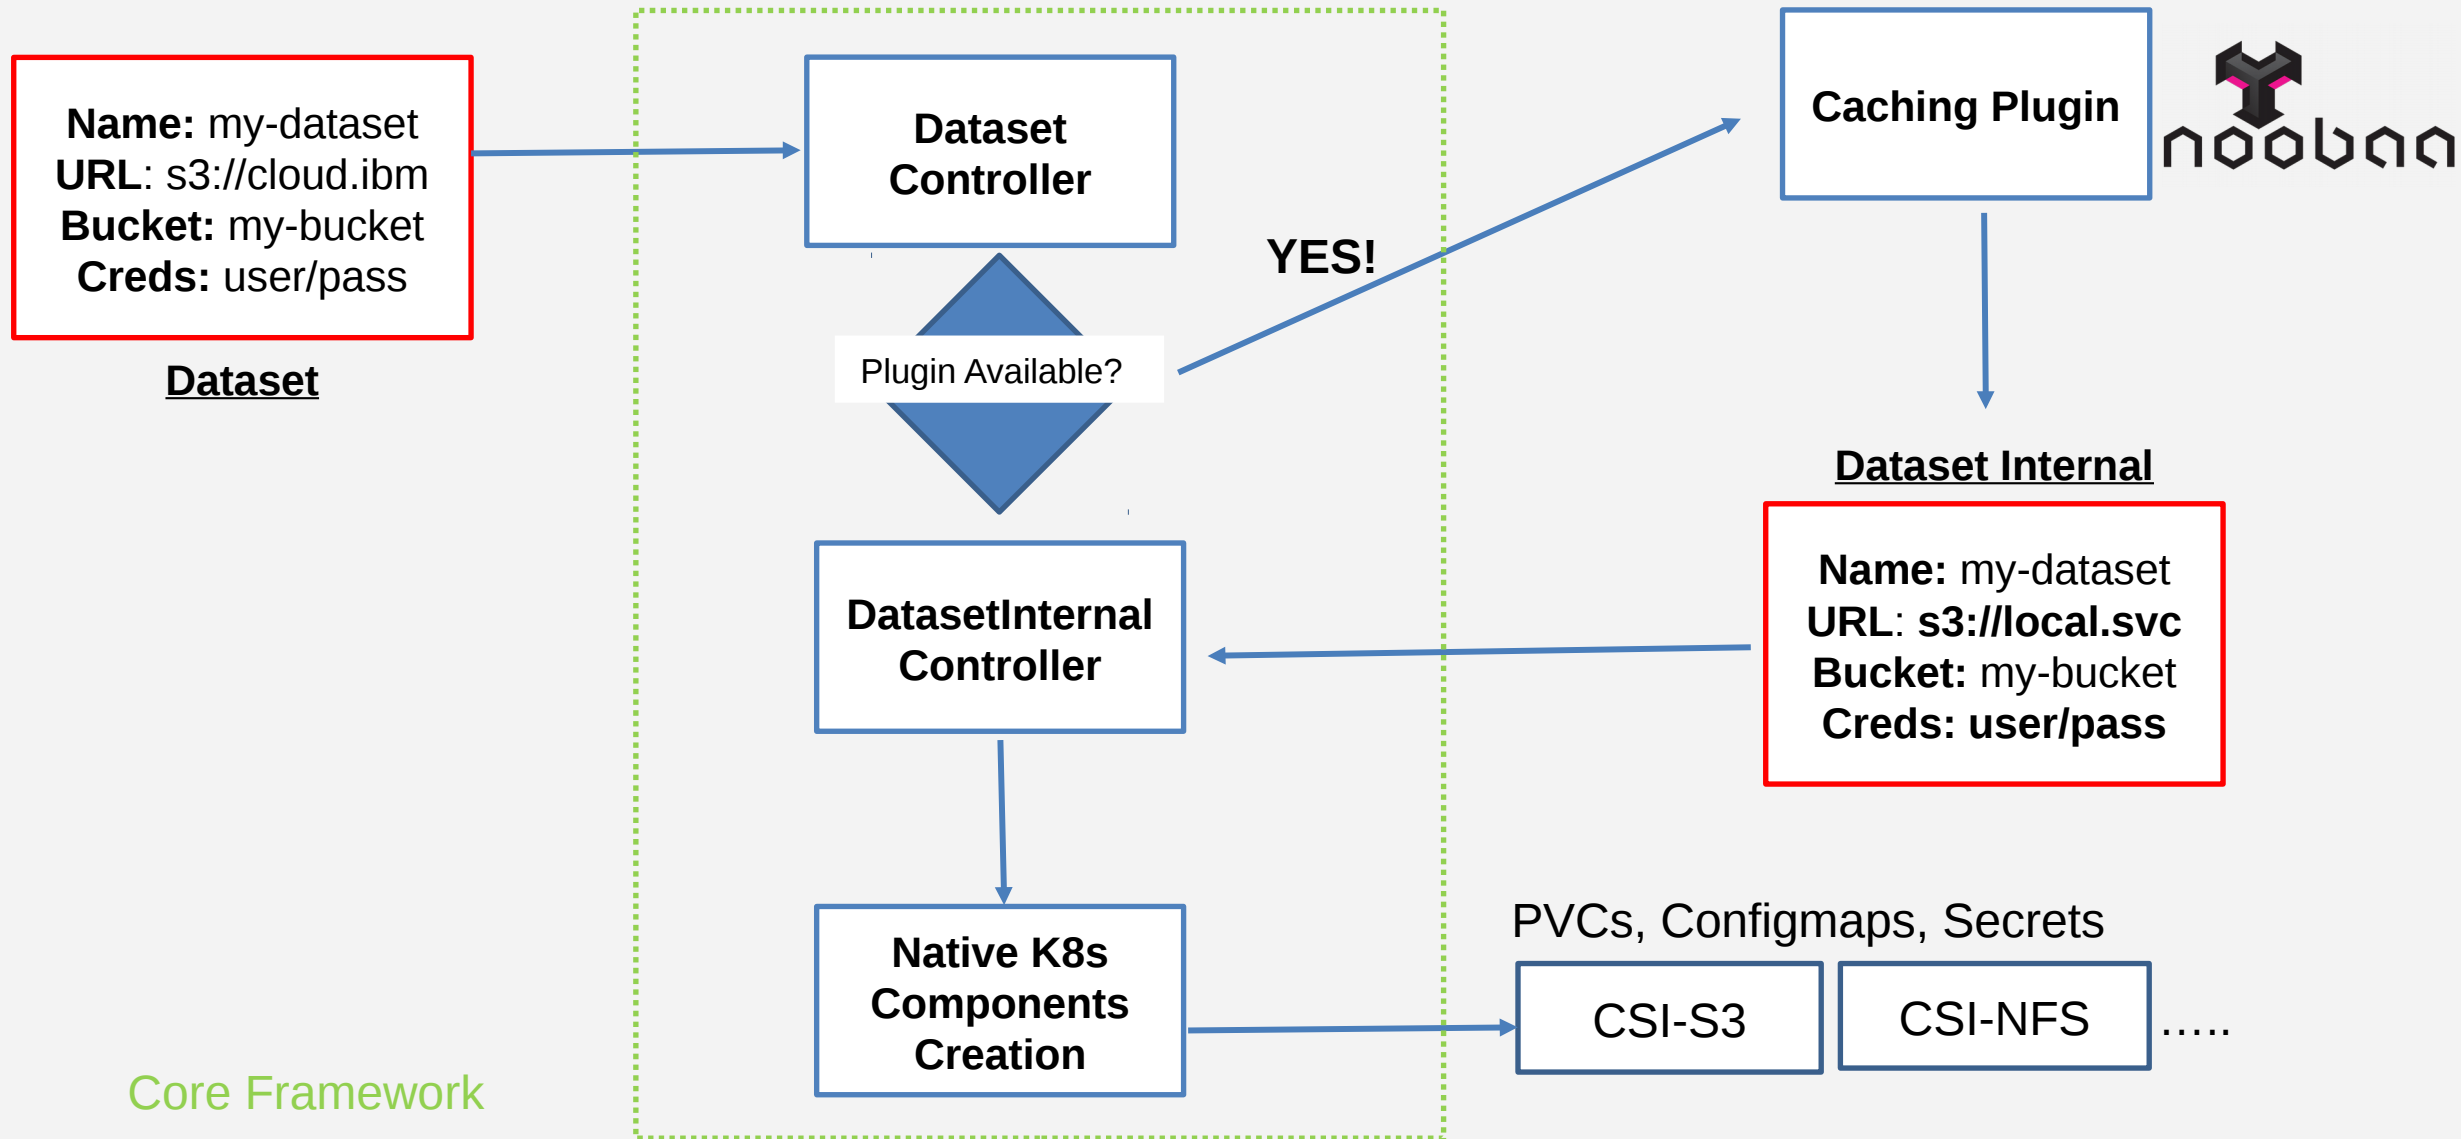 Name: my-dataset
URL: s3://cloud.ibm
Bucket: my-bucket
Creds: user/pass
Dataset
Dataset
Controller
Plugin Available?
YES!
Caching Plugin
nooban
Dataset Internal
Name: my-dataset
URL: s3://local.svc
Bucket: my-bucket
Creds: user/pass
DatasetInternal
Controller
Native K8s
Components
Creation
PVCs, Configmaps, Secrets
CSI-S3
CSI-NFS
.....
Core Framework